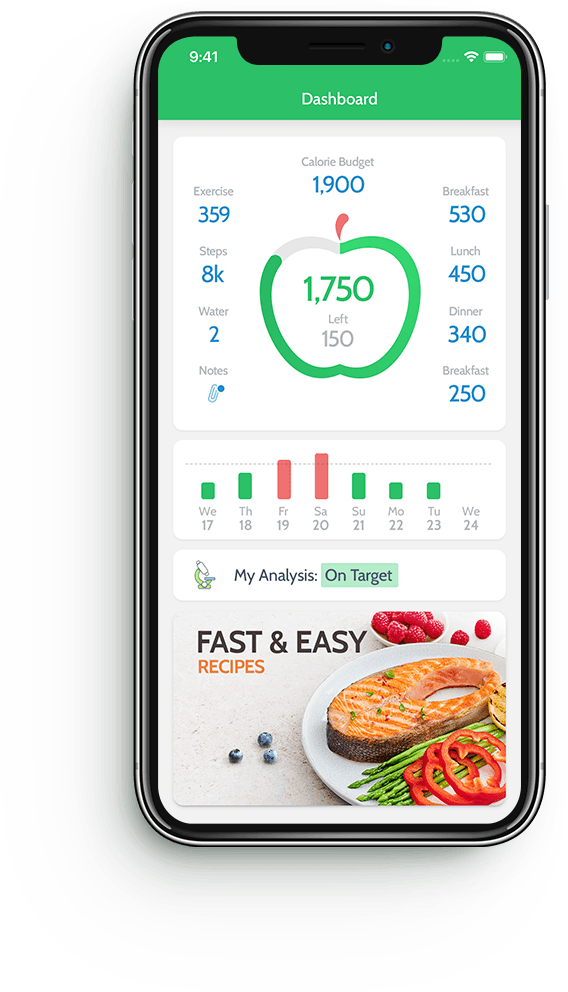 9:41
Dashboard
Calorie Budget
1,900
Exercise
359
Steps
8k
Water
2
Notes
1,750
Left
150
Breakfast
530
Lunch
450
Dinner
340
Breakfast
250
We Th Fr Sa Su Mo Tu We
17 18 19 20 21 22 23 24
My Analysis: On Target
FAST & EASY
RECIPES